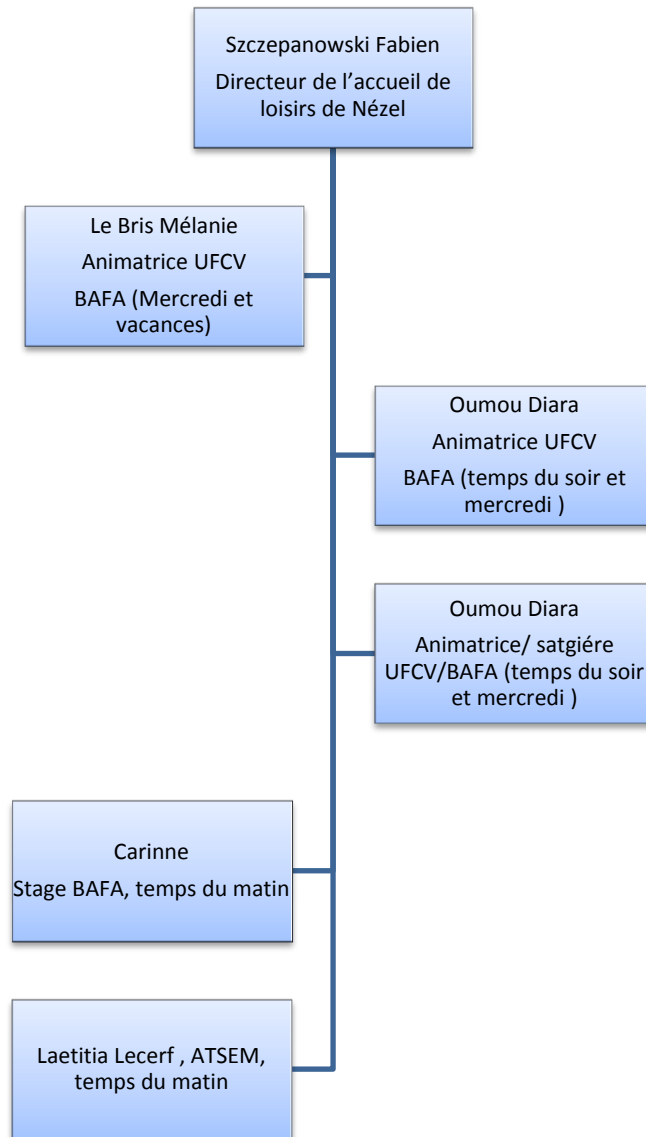 Szczepanowski Fabien
Directeur de l’accueil de
loisirs de Nézel
Le Bris Mélanie
Animatrice UFCV
BAFA (Mercredi et
vacances)
Oumou Diara
Animatrice UFCV
BAFA (temps du soir et
mercredi )
Oumou Diara
Animatrice/ satgiére
UFCV/BAFA (temps du soir
et mercredi )
Carinne
Stage BAFA, temps du matin
Laetitia Lecerf , ATSEM,
temps du matin